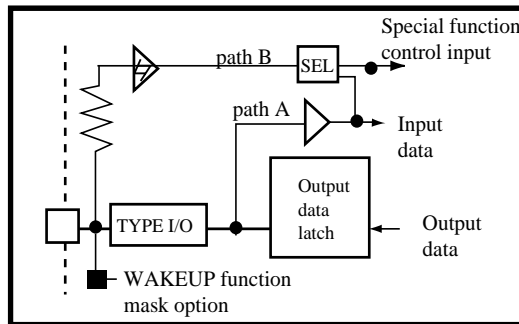 Special function
control input
path B
SEL
path A
Input
data
TYPE I/O
Output
data
latch
Output
data
WAKEUP function
mask option